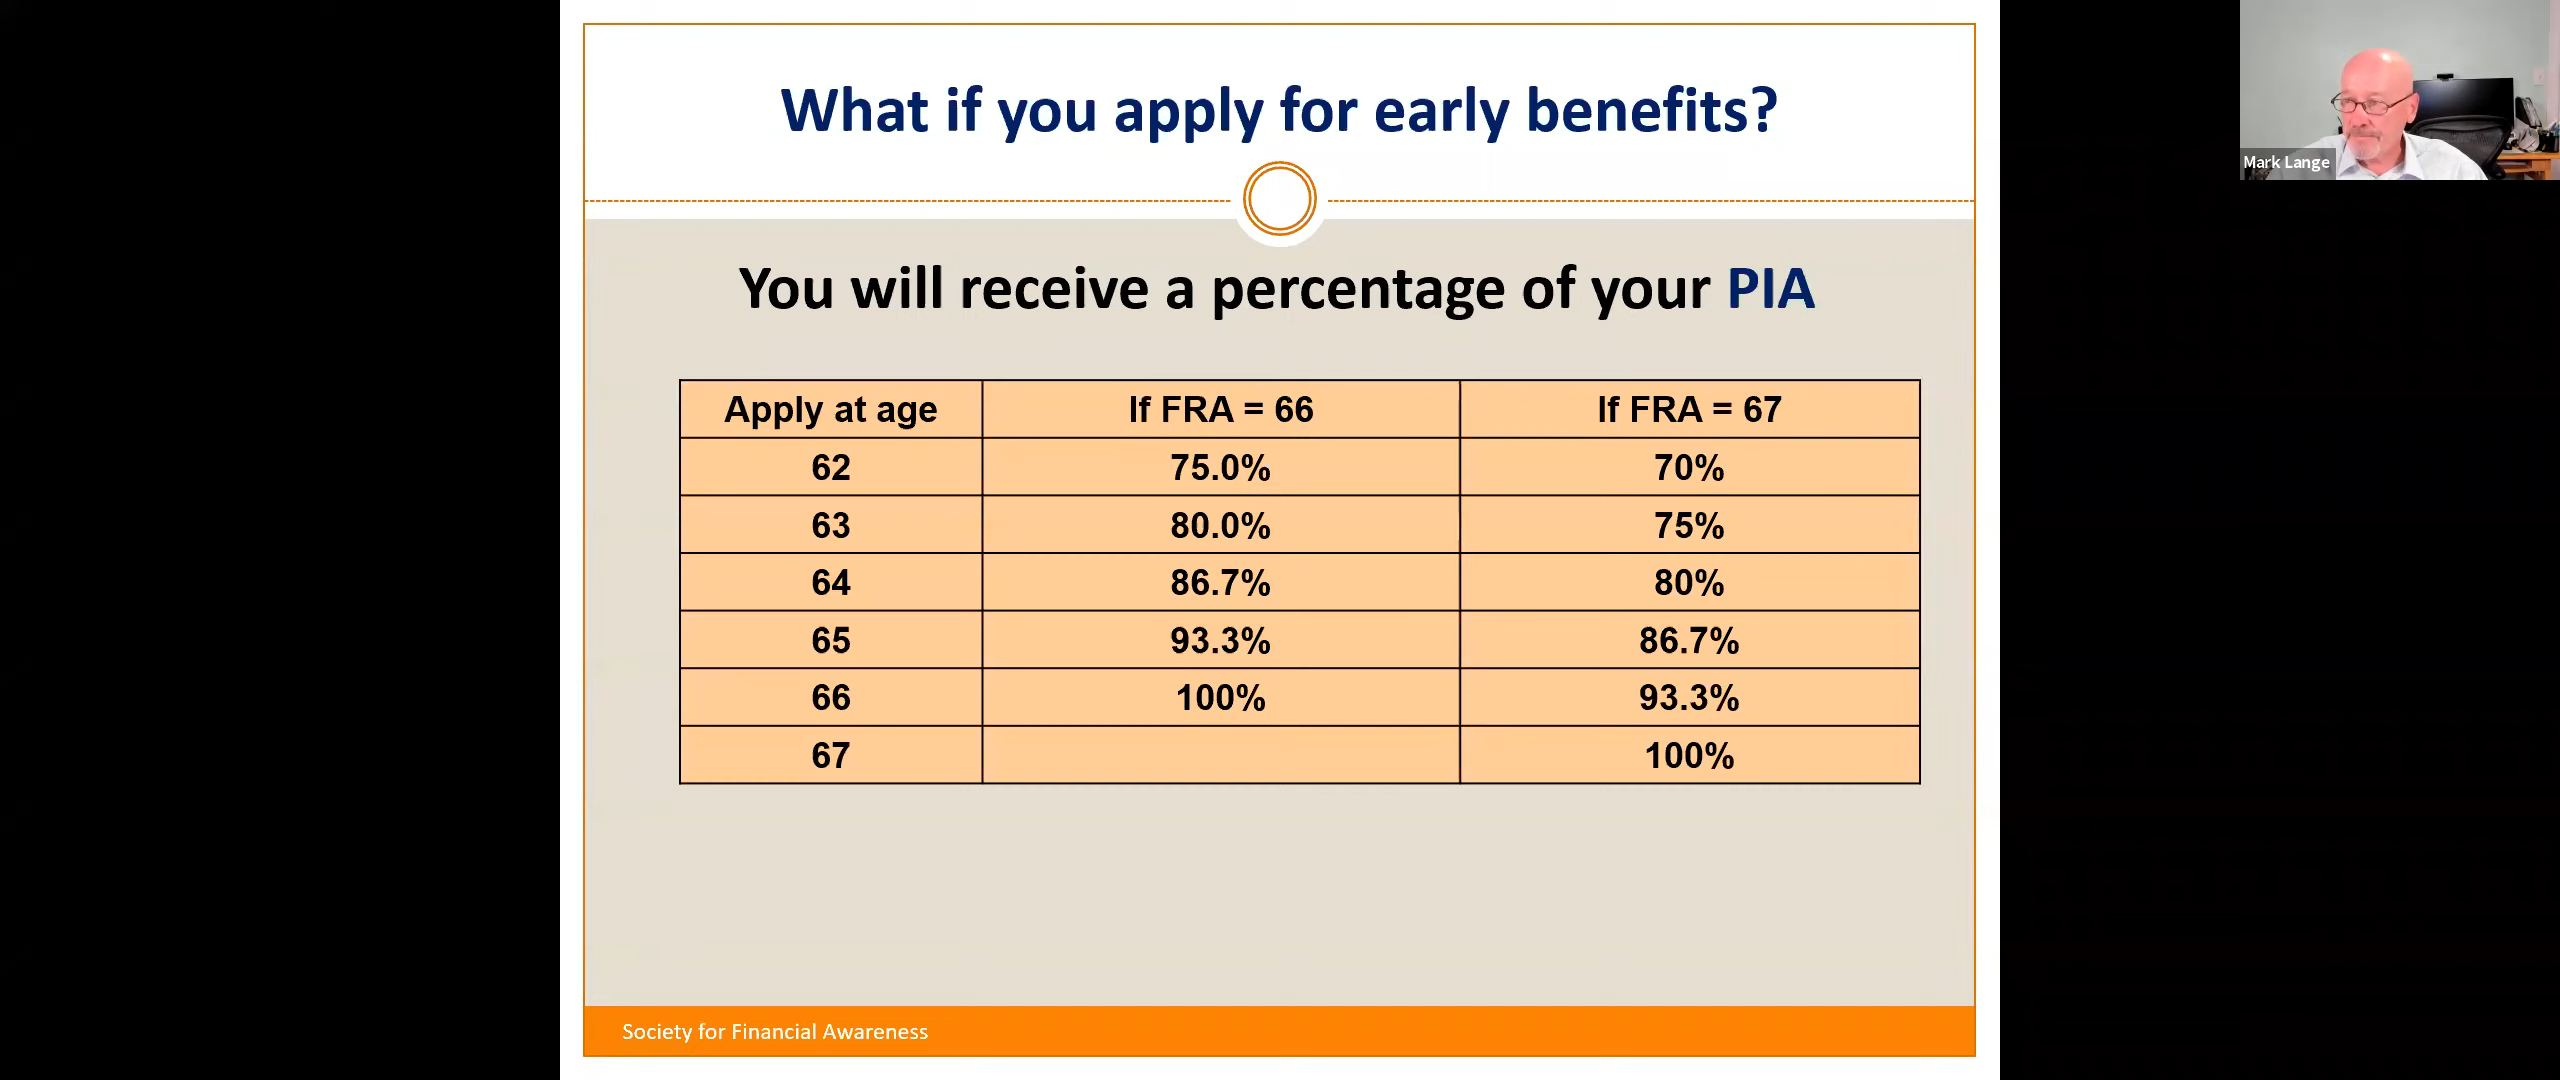 What if you apply for early benefits?
Mark Lange
You will receive a percentage of your PIA
Apply at age If FRA = 66 If FRA = 67
62 75.0% 70%
63 80.0% 75%
64 86.7% 80%
65 93.3% 86.7%
66 100% 93.3%
67 100%
Society for Financial Awareness